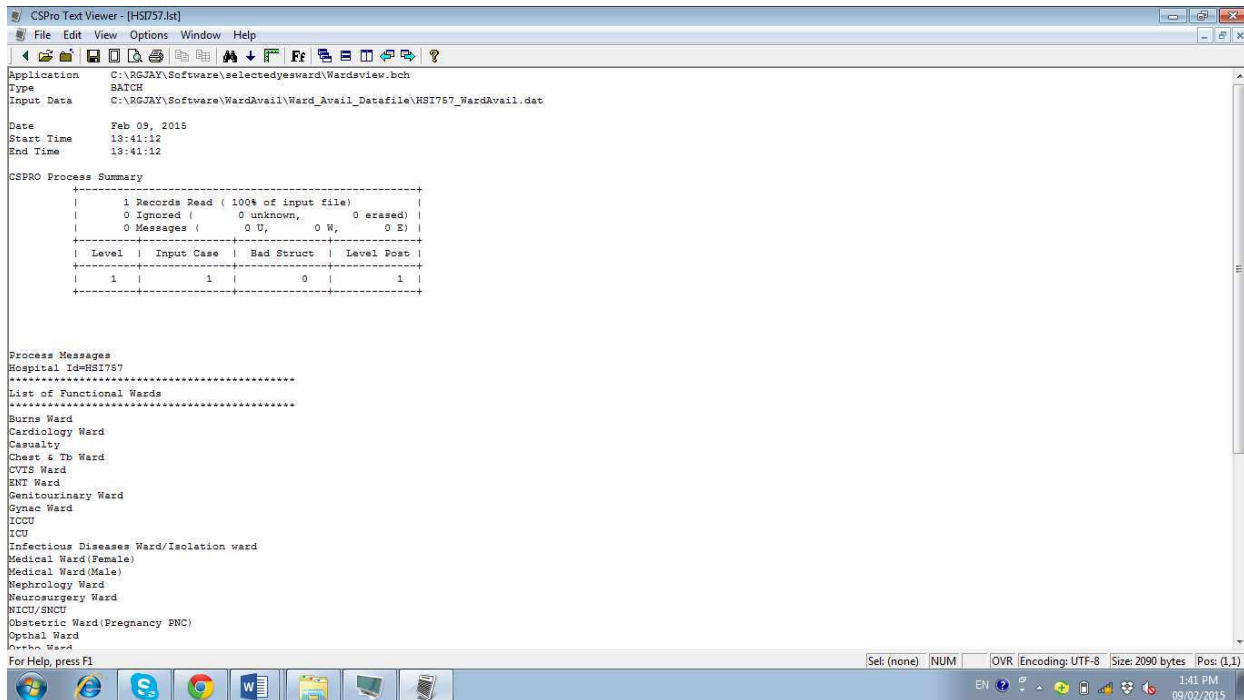 CSPro Text Viewer - [HSI757.lst]
File Edit View Options Window Help
Ff
Application C:\RGJAY\Software\selectedyesward\Wardsview.bch
Type BATCH
Input Data C:\RGJAY\Software\WardAvail\Ward_Avail_Datafile\HSI757_WardAvail.dat
Date Feb 09, 2015
Start Time 13:41:12
End Time 13:41:12
CSPRO Process Summary
+-----------------------------------------------------+
| 1 Records Read ( 100% of input file) |
| 0 Ignored ( 0 unknown, 0 erased) |
| 0 Messages ( 0 U, 0 W, 0 E) |
+---------+--------------+--------------+-------------+
| Level | Input Case | Bad Struct | Level Post |
+---------+--------------+--------------+-------------+
| 1 | 1 | 0 | 1 |
+---------+--------------+--------------+-------------+
Process Messages
Hospital Id=HSI757
*********************************************
List of Functional Wards
*********************************************
Burns Ward
Cardiology Ward
Casualty
Chest & Tb Ward
CVTS Ward
ENT Ward
Genitourinary Ward
Gynac Ward
ICCU
ICU
Infectious Diseases Ward/Isolation ward
Medical Ward(Female)
Medical Ward(Male)
Nephrology Ward
Neurosurgery Ward
NICU/SNCU
Obstetric Ward(Pregnancy PNC)
Opthal Ward
Ortho Ward
For Help, press F1 Sel: (none) NUM OVR Encoding: UTF-8 Size: 2090 bytes Pos: (1,1)
EN 1:41 PM
09/02/2015